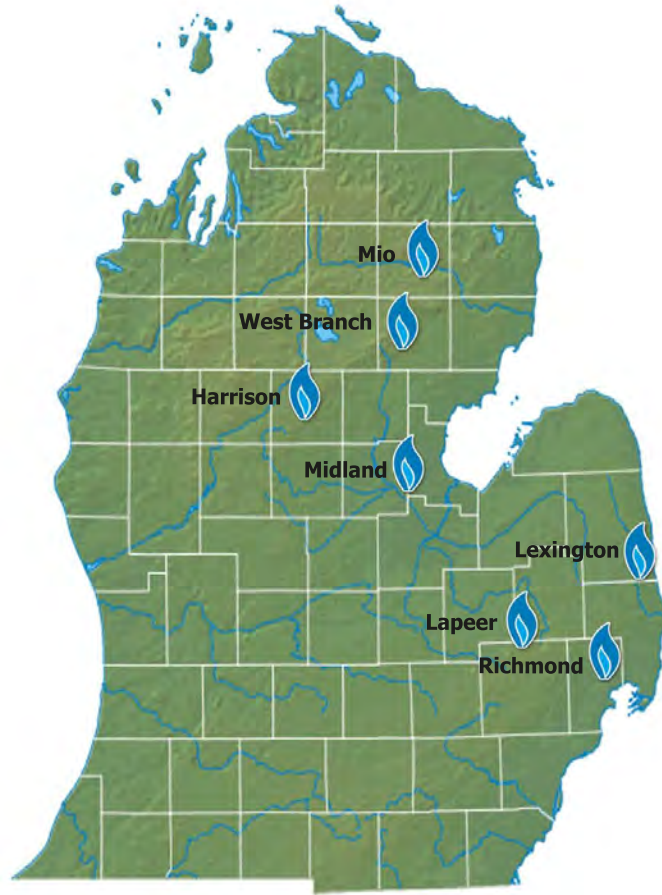 Mio
West Branch
Harrison
Midland
Lexington
Lapeer
Richmond